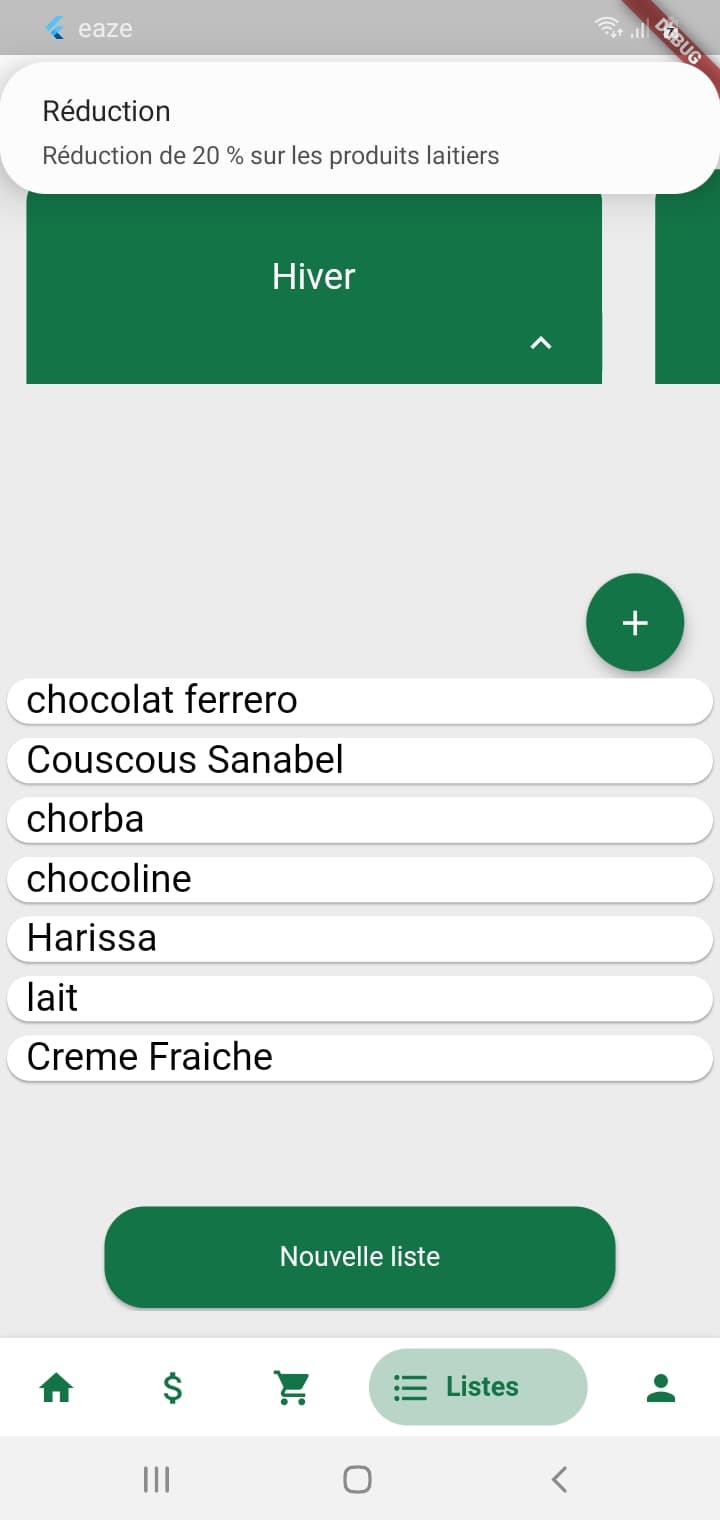 eaze
DEBUG
Réduction
Réduction de 20 % sur les produits laitiers
Hiver
chocolat ferrero
Couscous Sanabel
chorba
chocoline
Harissa
lait
Creme Fraiche
Nouvelle liste
Listes